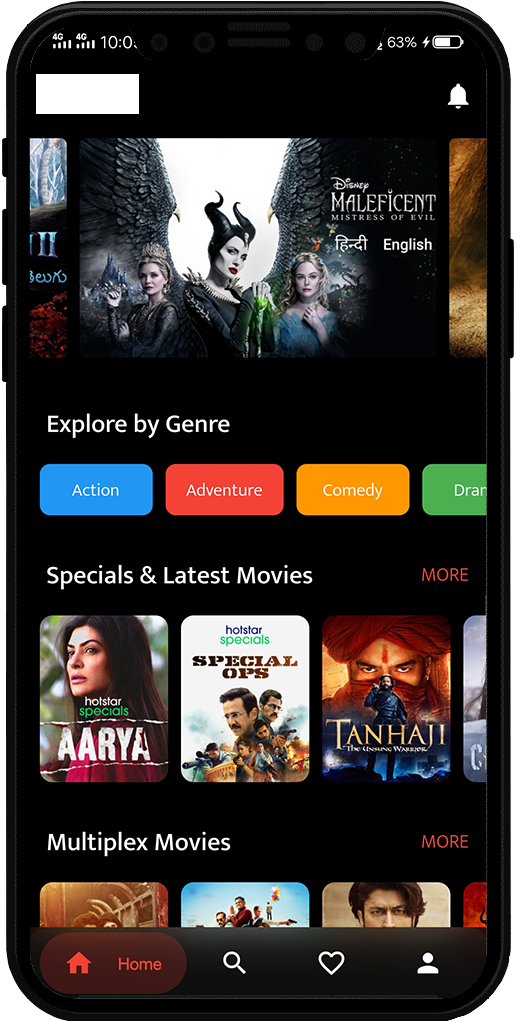 4G 4G 10:0
63%
II
తెలుగు
Disney
MALEFICENT
MISTRESS OF EVIL
हिन्दी English
Explore by Genre
Action Adventure Comedy Dra
Specials & Latest Movies MORE
hotstar
specials
AARYA
hotstar
specials
SPECIAL
OPS
TANHAJI
THE UNSUNG WARRIOR
C
Multiplex Movies MORE
Home